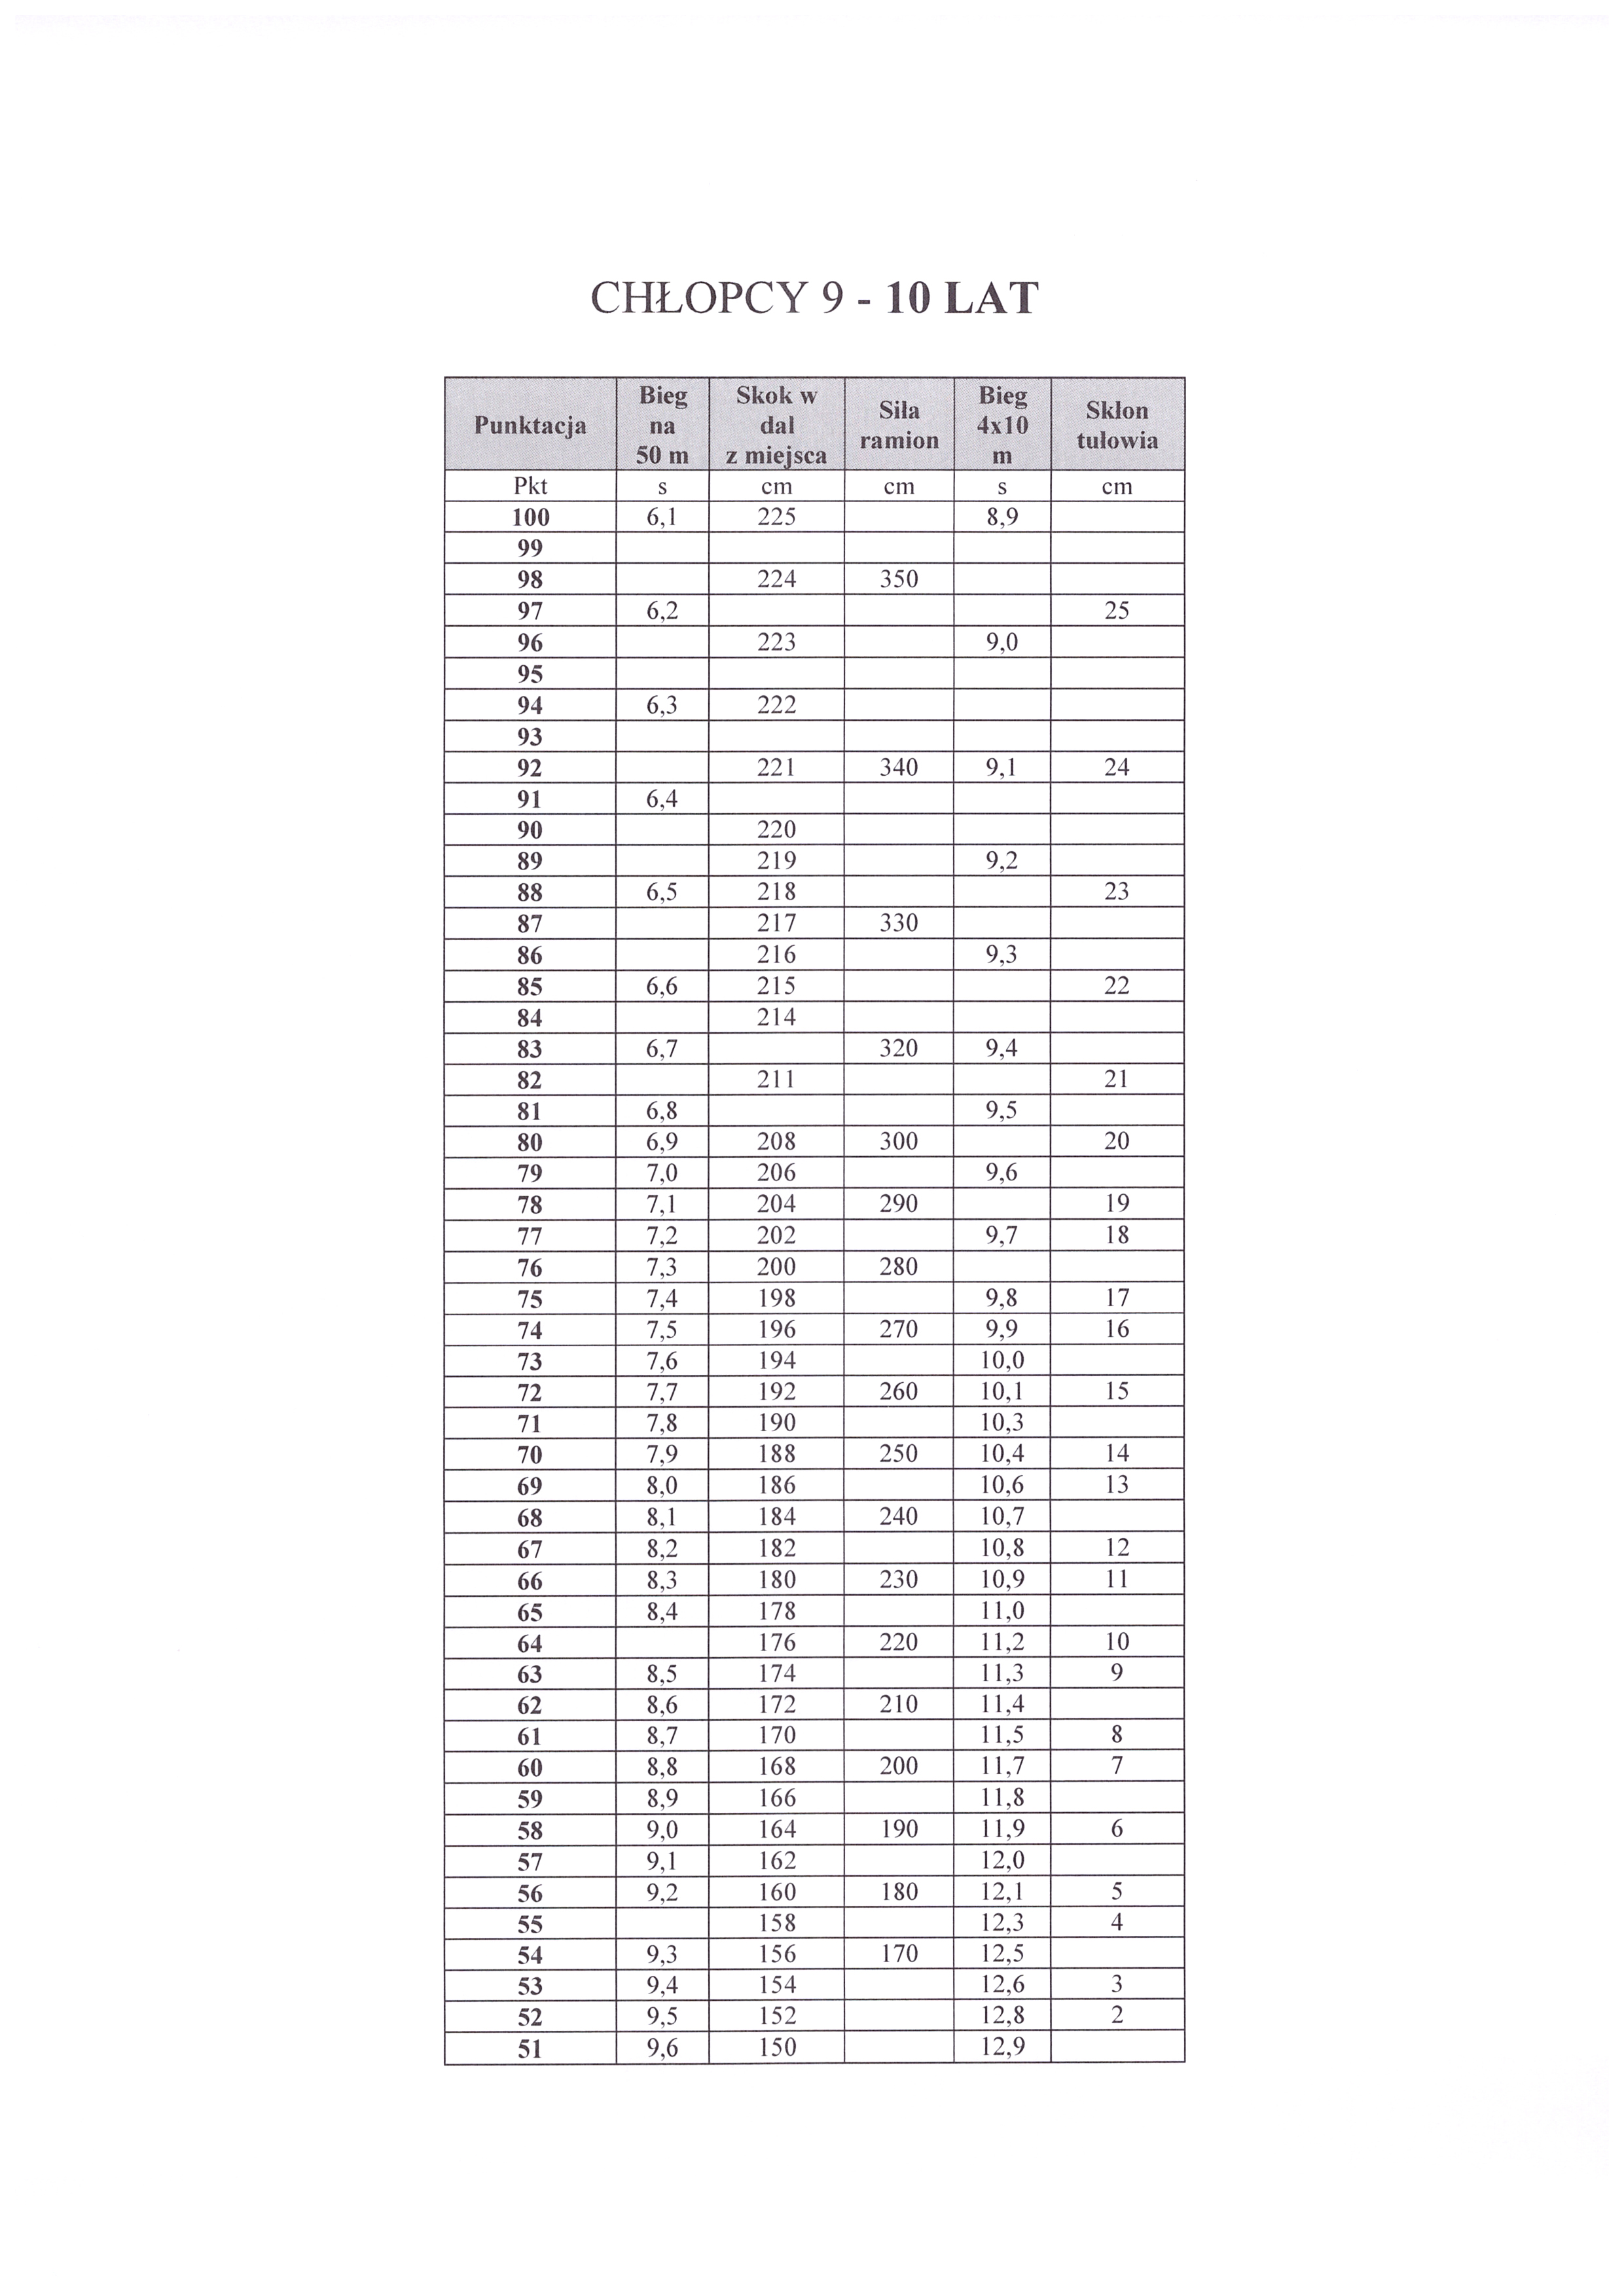 CHŁOPCY 9 - 10 LAT
Punktacja Bieg na 50 m Skok w dal z miejsca Siła ramion Bieg 4x10 m Skłon tułowia
Pkt s cm cm s cm
100 6,1 225 8,9
99
98 224 350
97 6,2 25
96 223 9,0
95
94 6,3 222
93
92 221 340 9,1 24
91 6,4
90 220
89 219 9,2
88 6,5 218 23
87 217 330
86 216 9,3
85 6,6 215 22
84 214
83 6,7 320 9,4
82 211 21
81 6,8 9,5
80 6,9 208 300 20
79 7,0 206 9,6
78 7,1 204 290 19
77 7,2 202 9,7 18
76 7,3 200 280
75 7,4 198 9,8 17
74 7,5 196 270 9,9 16
73 7,6 194 10,0
72 7,7 192 260 10,1 15
71 7,8 190 10,3
70 7,9 188 250 10,4 14
69 8,0 186 10,6 13
68 8,1 184 240 10,7
67 8,2 182 10,8 12
66 8,3 180 230 10,9 11
65 8,4 178 11,0
64 176 220 11,2 10
63 8,5 174 11,3 9
62 8,6 172 210 11,4
61 8,7 170 11,5 8
60 8,8 168 200 11,7 7
59 8,9 166 11,8
58 9,0 164 190 11,9 6
57 9,1 162 12,0
56 9,2 160 180 12,1 5
55 158 12,3 4
54 9,3 156 170 12,5
53 9,4 154 12,6 3
52 9,5 152 12,8 2
51 9,6 150 12,9